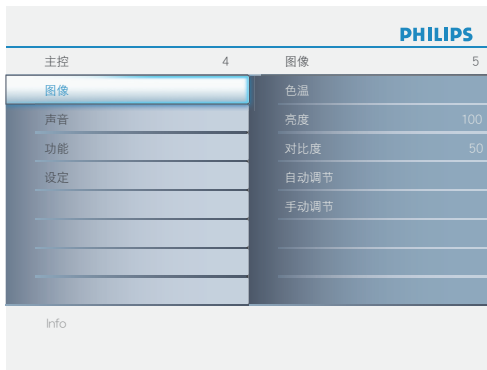 PHILIPS
主控 4 图像 5
图像 色温
声音 亮度 100
功能 对比度 50
设定 自动调节
手动调节
Info